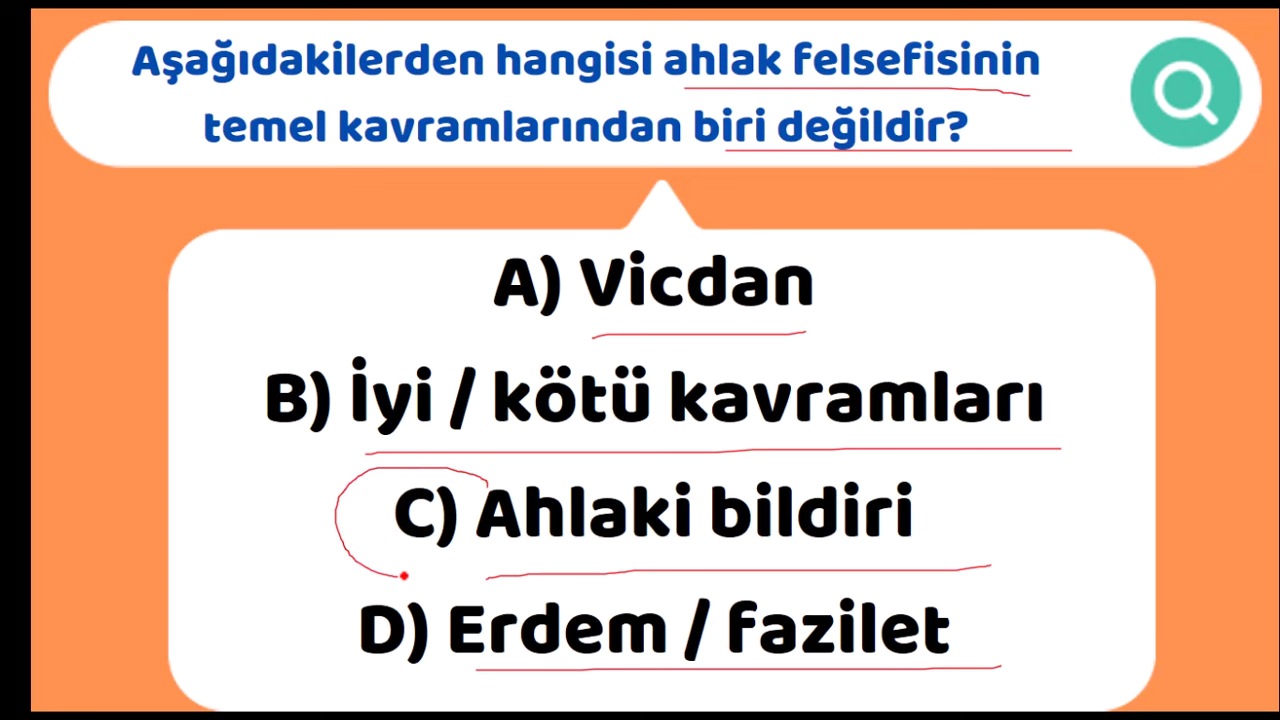 Aşağıdakilerden hangisi ahlak felsefisinin
temel kavramlarından biri değildir?
A) Vicdan
B) İyi / kötü kavramları
C) Ahlaki bildiri
D) Erdem / fazilet